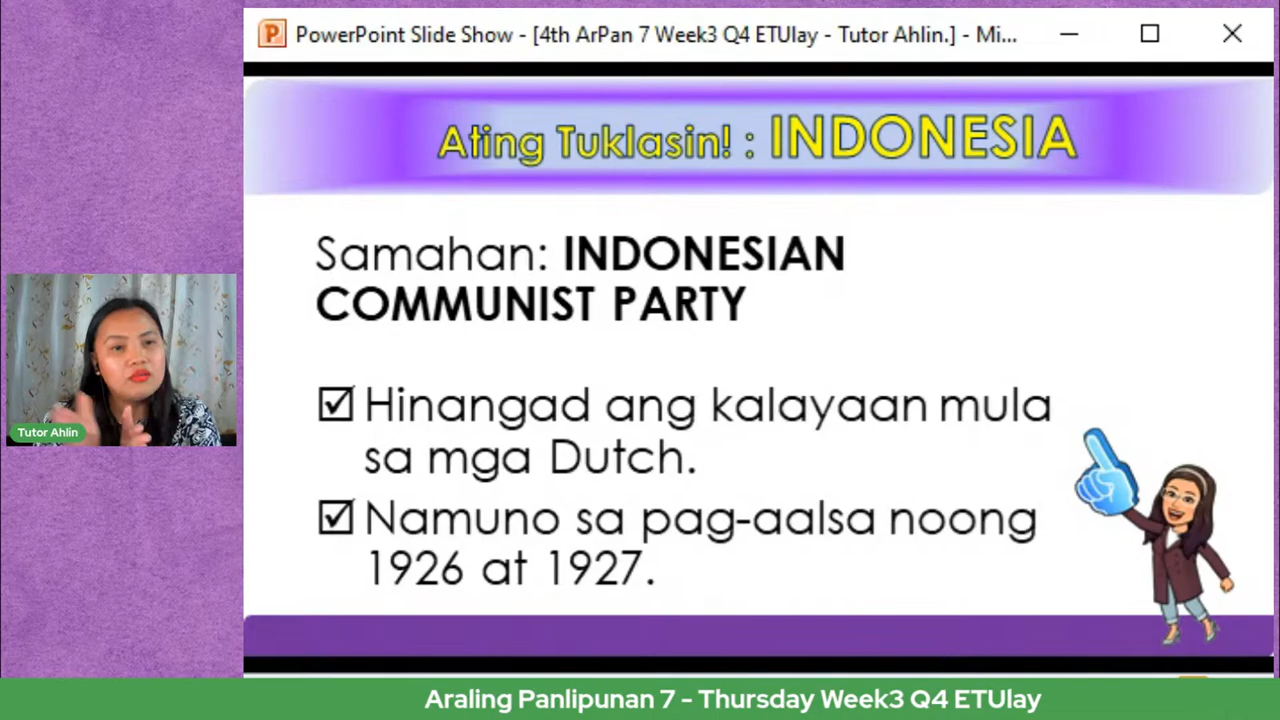 PowerPoint Slide Show - [4th ArPan 7 Week3 Q4 ETUlay - Tutor Ahlin.] - Mi...
Ating Tuklasin! : INDONESIA
Samahan: INDONESIAN
COMMUNIST PARTY
Hinangad ang kalayaan mula
sa mga Dutch.
Namuno sa pag-aalsa noong
1926 at 1927.
Tutor Ahlin
Araling Panlipunan 7 - Thursday Week3 Q4 ETUlay